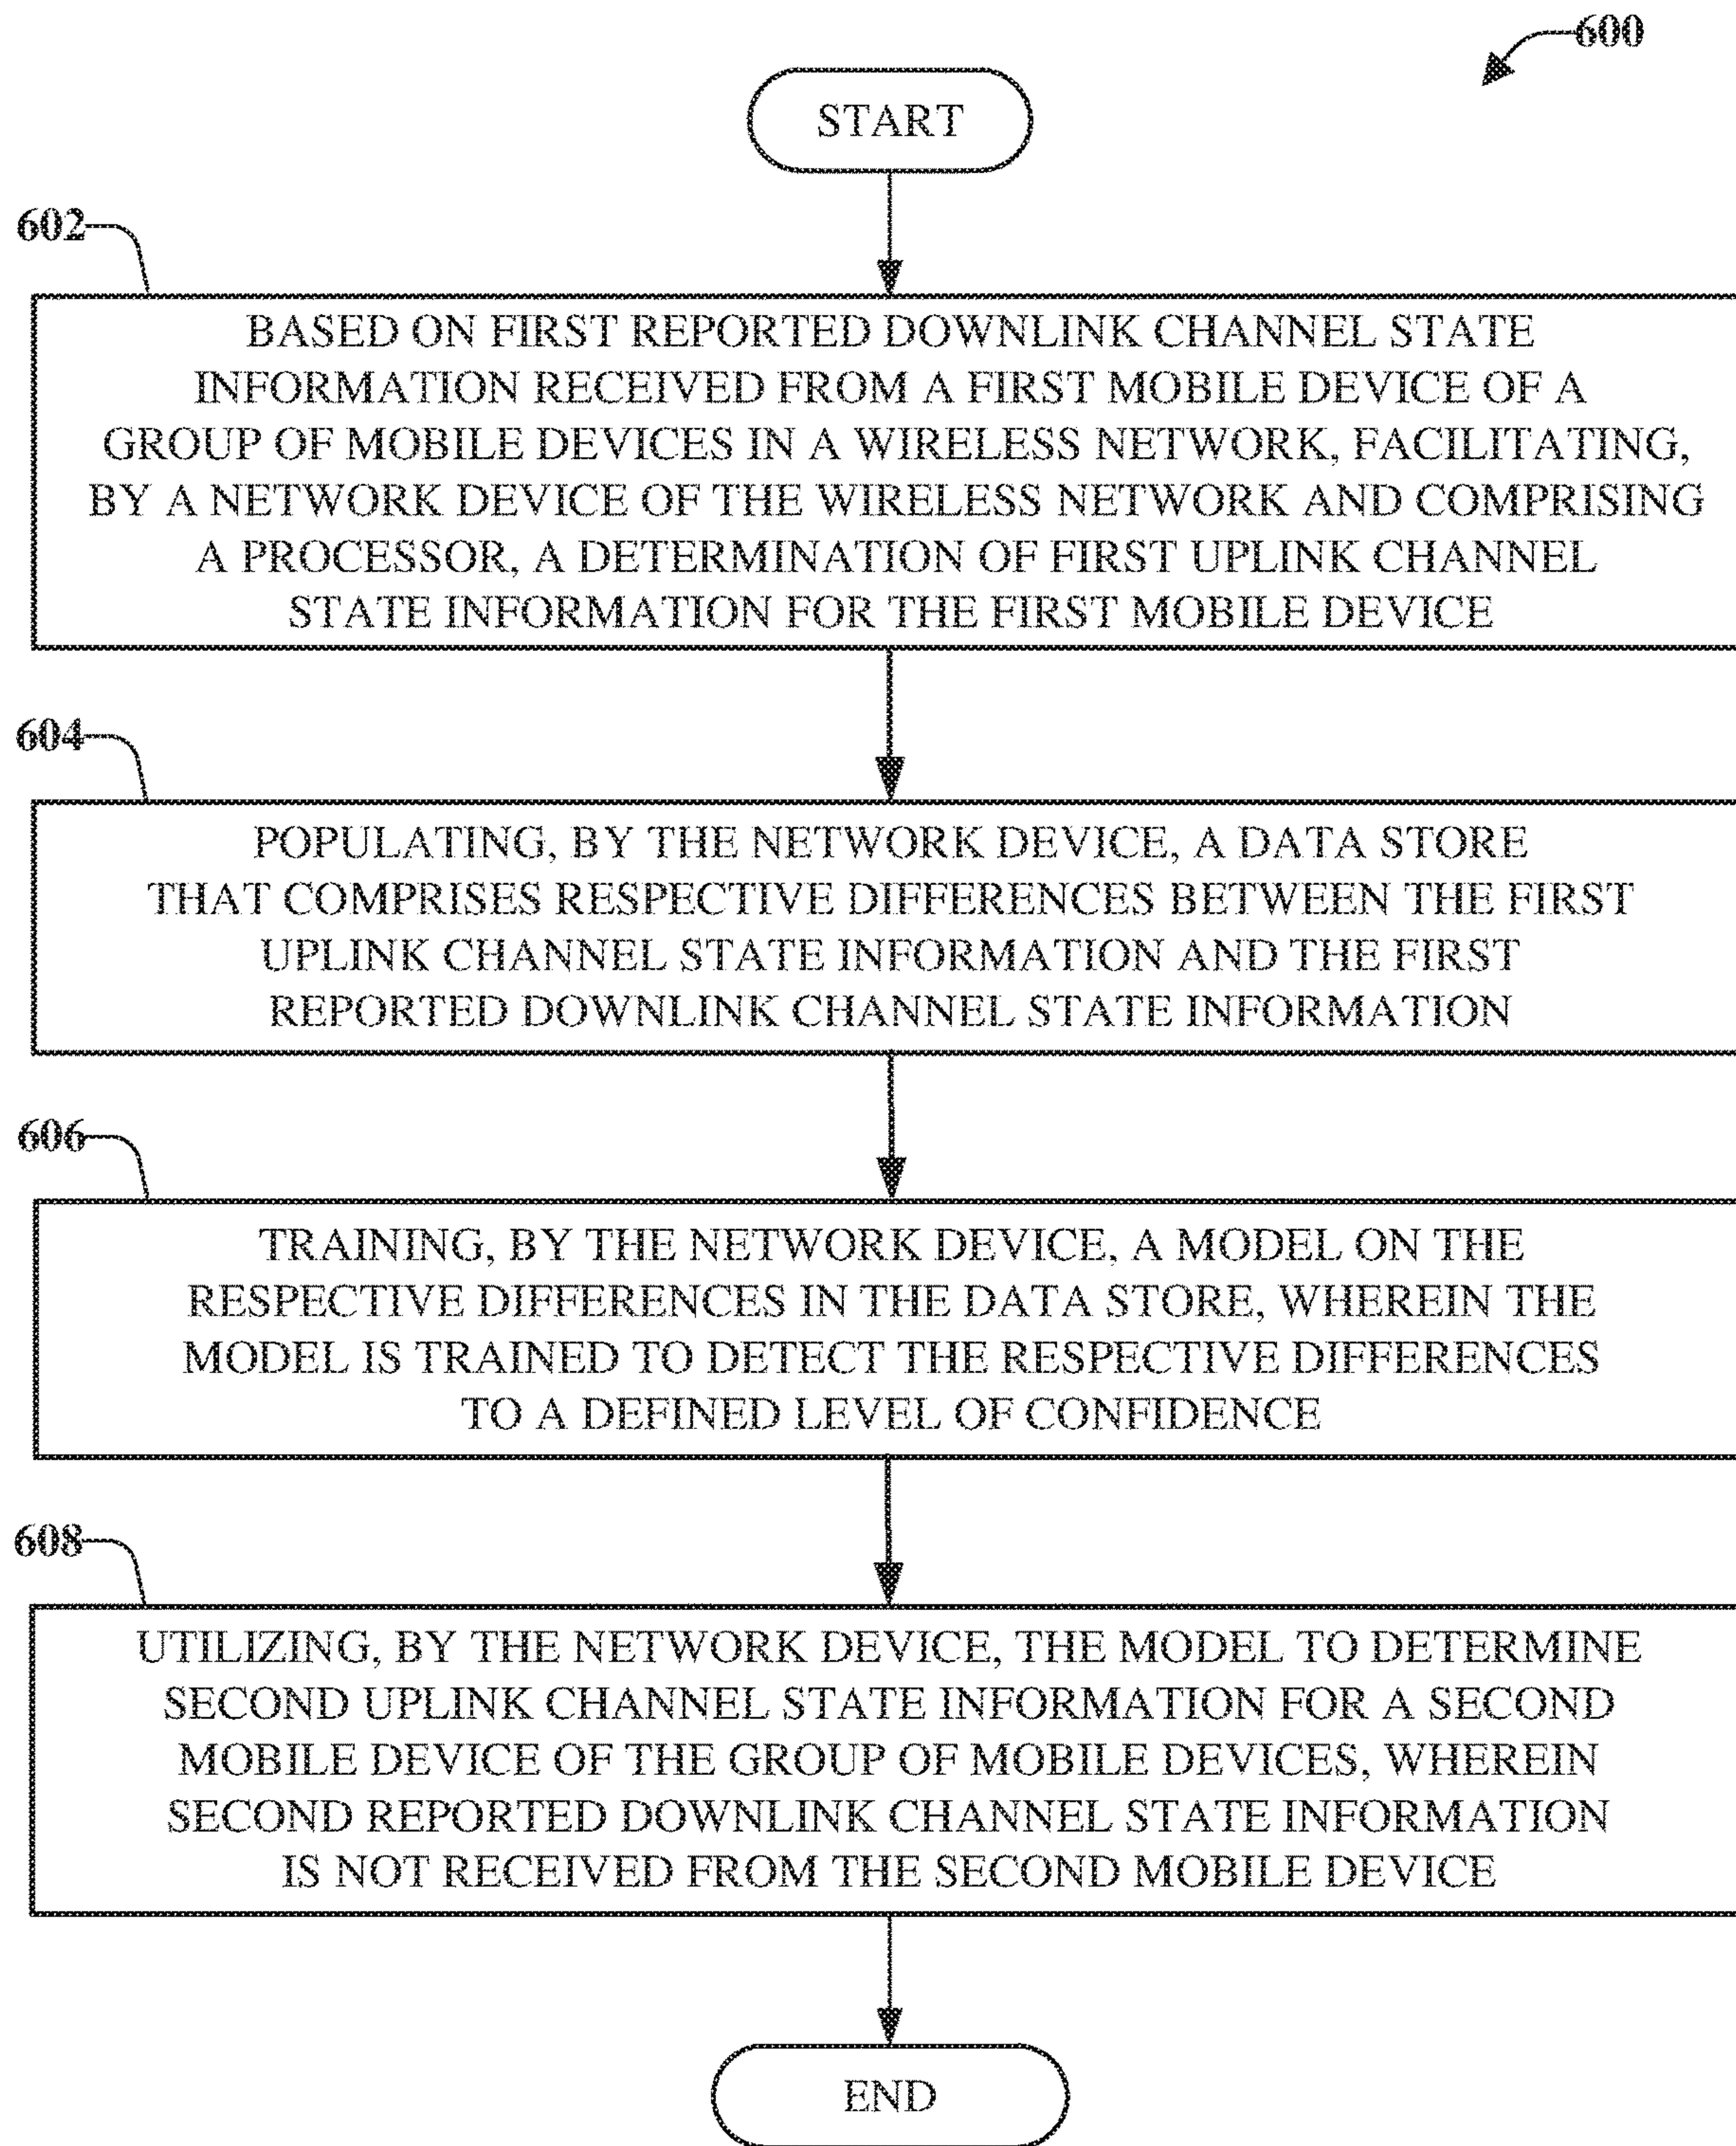 600
START
602
BASED ON FIRST REPORTED DOWNLINK CHANNEL STATE
INFORMATION RECEIVED FROM A FIRST MOBILE DEVICE OF A
GROUP OF MOBILE DEVICES IN A WIRELESS NETWORK, FACILITATING,
BY A NETWORK DEVICE OF THE WIRELESS NETWORK AND COMPRISING
A PROCESSOR, A DETERMINATION OF FIRST UPLINK CHANNEL
STATE INFORMATION FOR THE FIRST MOBILE DEVICE
604
POPULATING, BY THE NETWORK DEVICE, A DATA STORE
THAT COMPRISES RESPECTIVE DIFFERENCES BETWEEN THE FIRST
UPLINK CHANNEL STATE INFORMATION AND THE FIRST
REPORTED DOWNLINK CHANNEL STATE INFORMATION
606
TRAINING, BY THE NETWORK DEVICE, A MODEL ON THE
RESPECTIVE DIFFERENCES IN THE DATA STORE, WHEREIN THE
MODEL IS TRAINED TO DETECT THE RESPECTIVE DIFFERENCES
TO A DEFINED LEVEL OF CONFIDENCE
608
UTILIZING, BY THE NETWORK DEVICE, THE MODEL TO DETERMINE
SECOND UPLINK CHANNEL STATE INFORMATION FOR A SECOND
MOBILE DEVICE OF THE GROUP OF MOBILE DEVICES, WHEREIN
SECOND REPORTED DOWNLINK CHANNEL STATE INFORMATION
IS NOT RECEIVED FROM THE SECOND MOBILE DEVICE
END